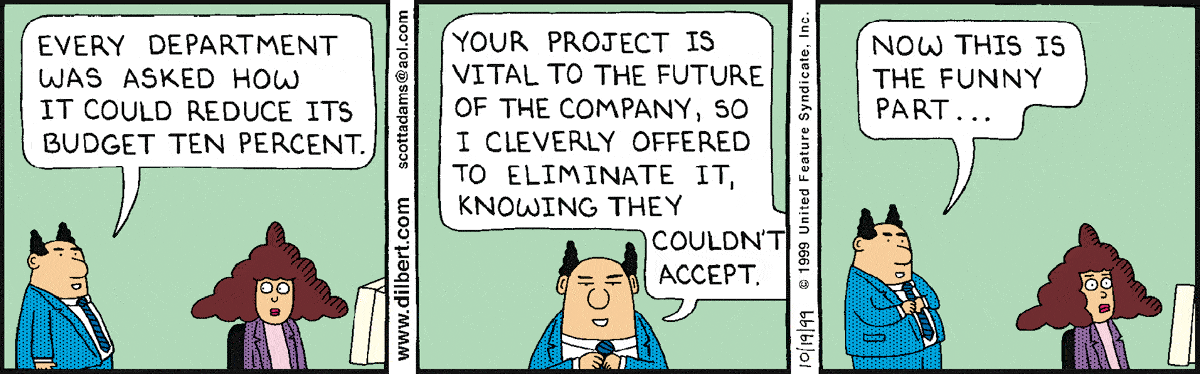 EVERY DEPARTMENT
WAS ASKED HOW
IT COULD REDUCE ITS
BUDGET TEN PERCENT.
www.dilbert.com scottadams@aol.com
YOUR PROJECT IS
VITAL TO THE FUTURE
OF THE COMPANY, SO
I CLEVERLY OFFERED
TO ELIMINATE IT,
KNOWING THEY
COULDN'T
ACCEPT.
10/19/99 © 1999 United Feature Syndicate, Inc.
NOW THIS IS
THE FUNNY
PART...